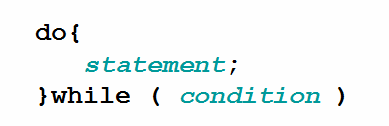 do{
statement;
}while ( condition )